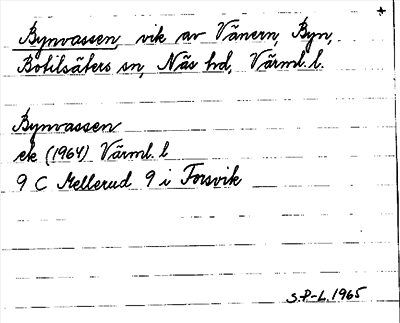 +
Bynvassen, vik av Vänern, Byn,
Botilsäters sn, Näs hd, Värml. l.
Bynvassen
ek (1964) Värml. l
9 C Mellerud 9 i Forsvik
S.P-L. 1965